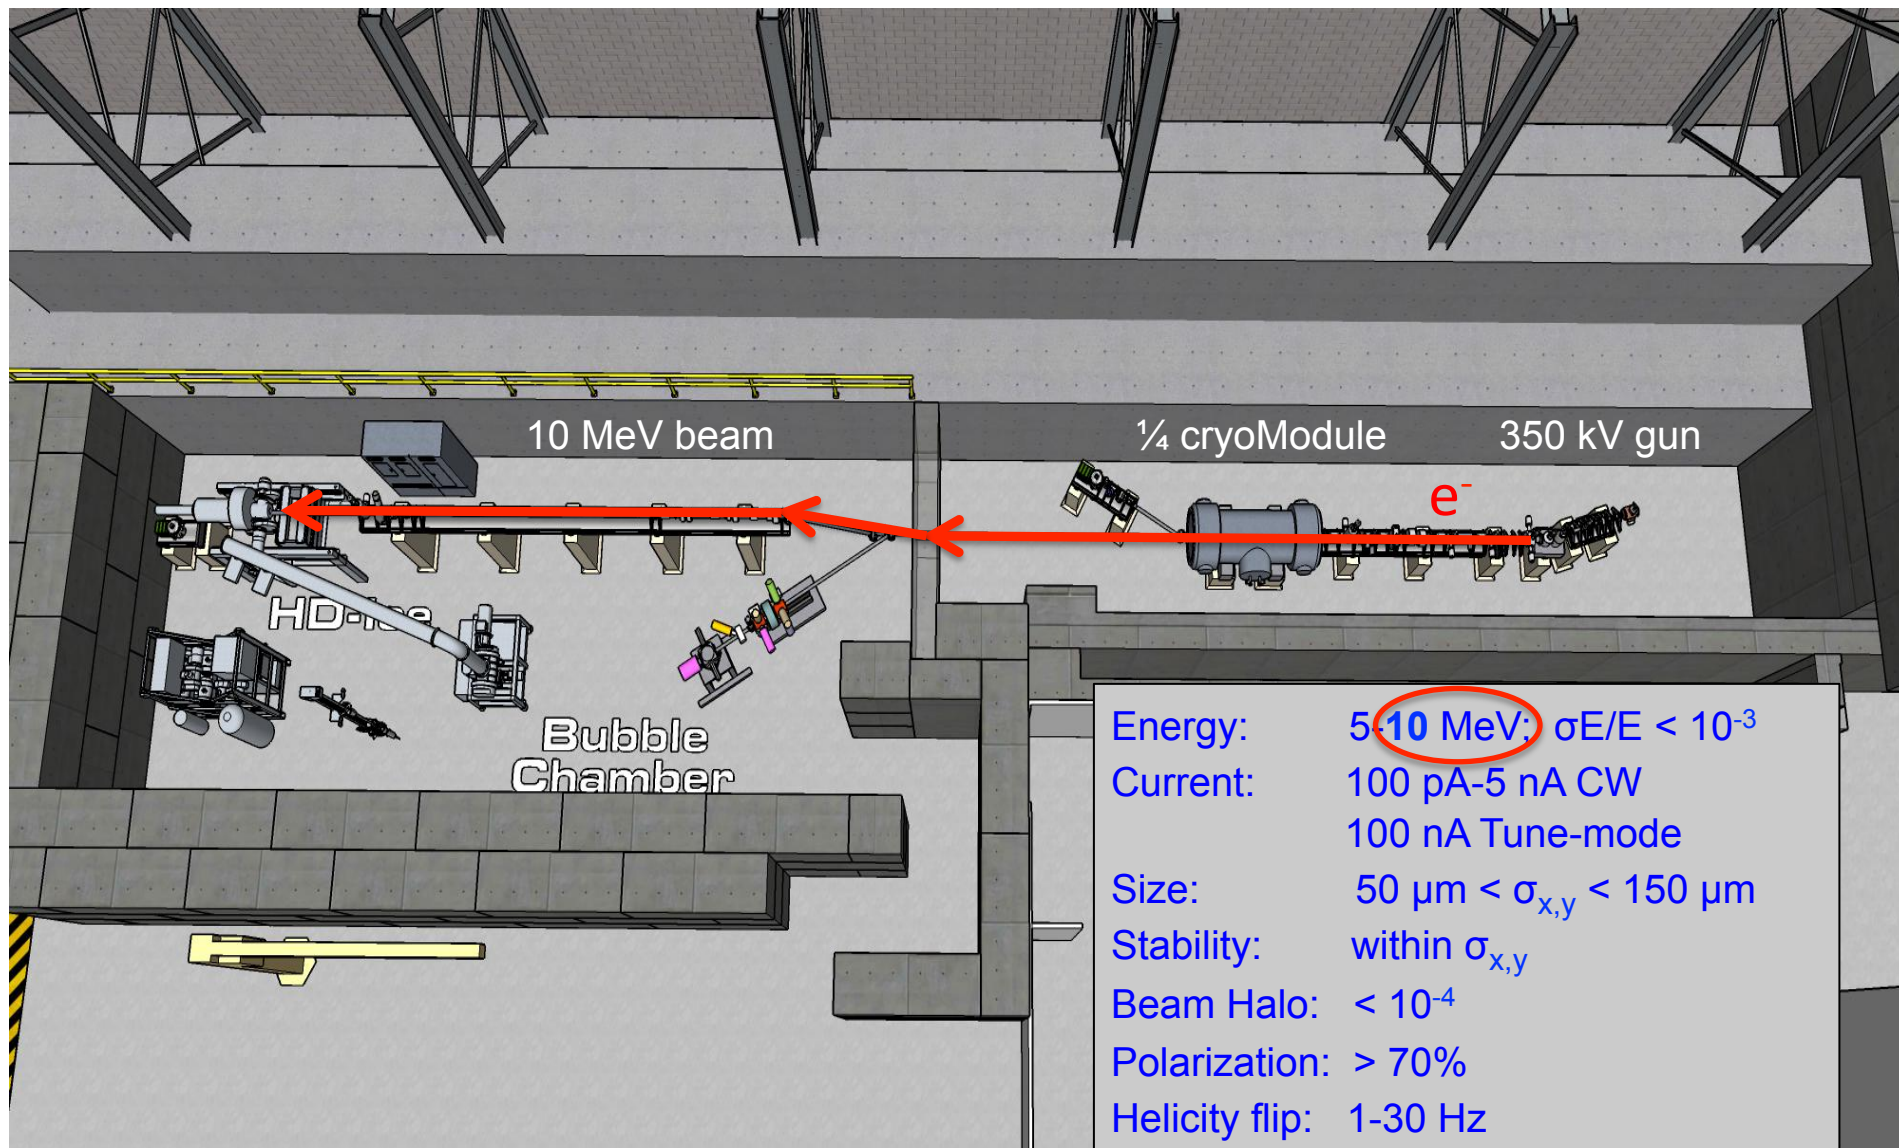 10 MeV beam
¼ cryoModule
350 kV gun
e⁻
HD-Ice
Bubble
Chamber
Energy: 5-10 MeV; σE/E < 10⁻³
Current: 100 pA-5 nA CW
100 nA Tune-mode
Size: 50 μm < σx,y < 150 μm
Stability: within σx,y
Beam Halo: < 10⁻⁴
Polarization: > 70%
Helicity flip: 1-30 Hz